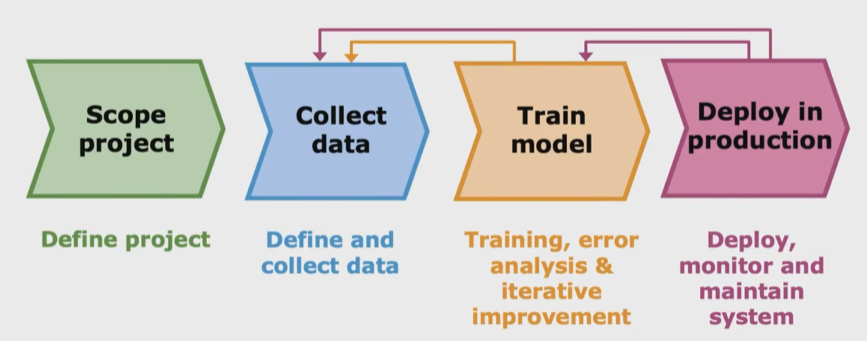 Scope
project
Collect
data
Train
model
Deploy in
production
Define project
Define and
collect data
Training, error
analysis &
iterative
improvement
Deploy,
monitor and
maintain
system